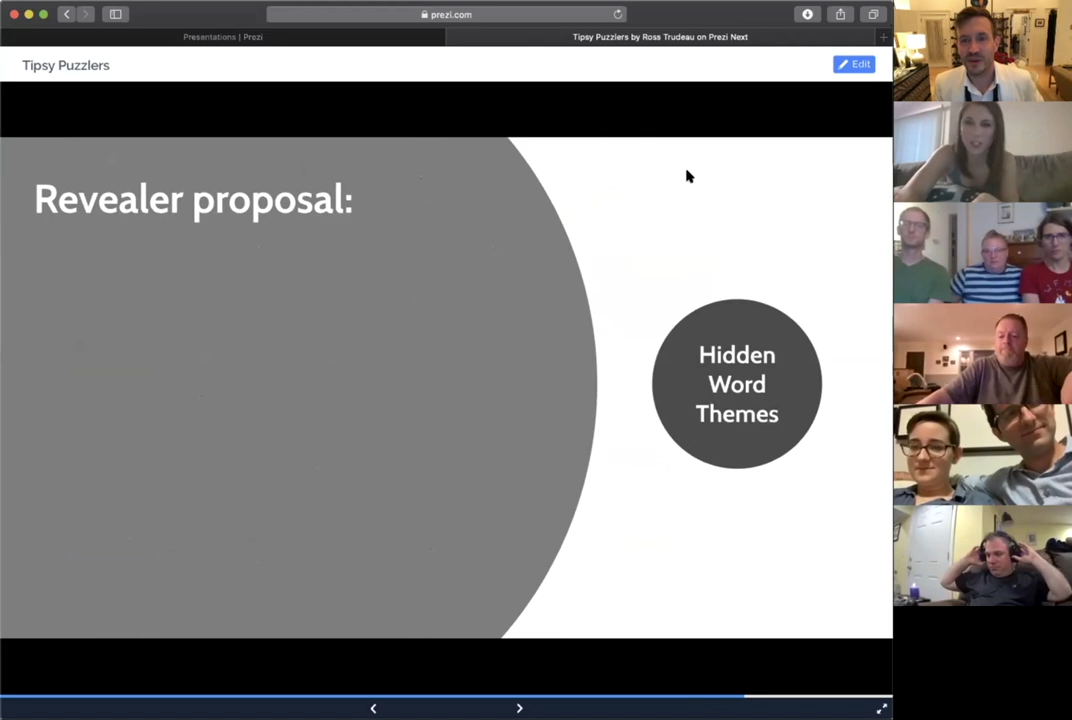 prezi.com
Presentations | Prezi
Tipsy Puzzlers by Ross Trudeau on Prezi Next
Tipsy Puzzlers
Edit
Revealer proposal:
Hidden
Word
Themes